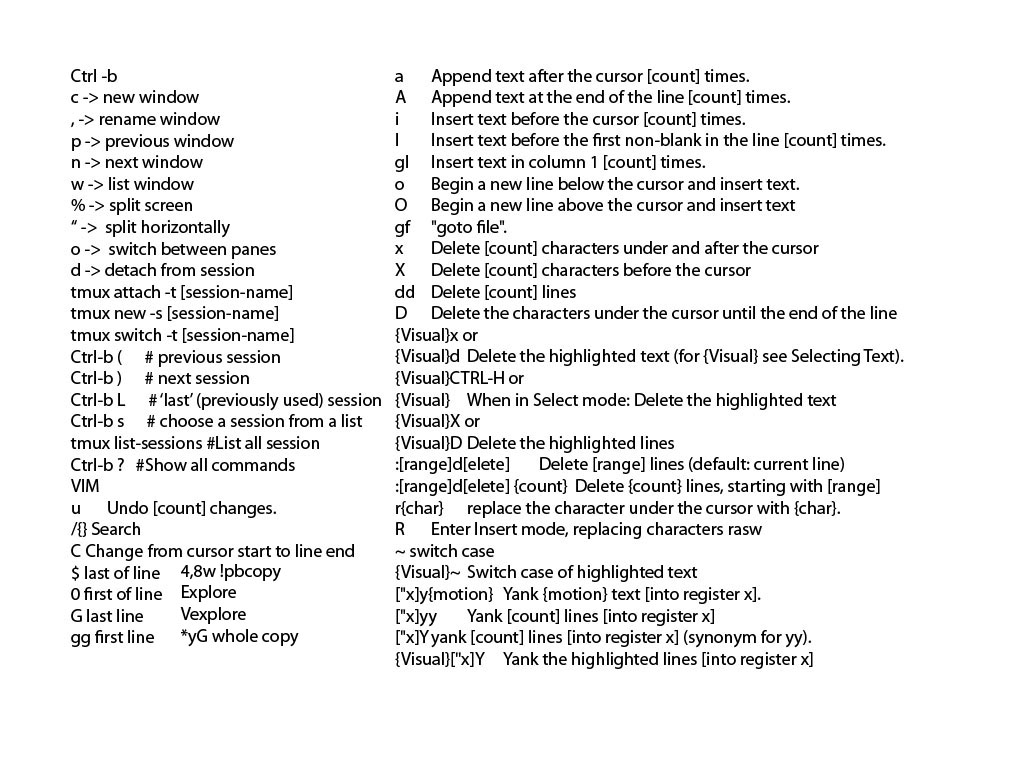 Ctrl -b
c -> new window
, -> rename window
p -> previous window
n -> next window
w -> list window
% -> split screen
“ -> split horizontally
o -> switch between panes
d -> detach from session
tmux attach -t [session-name]
tmux new -s [session-name]
tmux switch -t [session-name]
Ctrl-b ( # previous session
Ctrl-b ) # next session
Ctrl-b L # ‘last’ (previously used) session
Ctrl-b s # choose a session from a list
tmux list-sessions #List all session
Ctrl-b ? #Show all commands
VIM
u Undo [count] changes.
/{} Search
C Change from cursor start to line end
$ last of line
0 first of line
G last line
gg first line
4,8w !pbcopy
Explore
Vexplore
*yG whole copy
a Append text after the cursor [count] times.
A Append text at the end of the line [count] times.
i Insert text before the cursor [count] times.
I Insert text before the first non-blank in the line [count] times.
gI Insert text in column 1 [count] times.
o Begin a new line below the cursor and insert text.
O Begin a new line above the cursor and insert text
gf "goto file".
x Delete [count] characters under and after the cursor
X Delete [count] characters before the cursor
dd Delete [count] lines
D Delete the characters under the cursor until the end of the line
{Visual}x or
{Visual}d Delete the highlighted text (for {Visual} see Selecting Text).
{Visual}CTRL-H or
{Visual} When in Select mode: Delete the highlighted text
{Visual}X or
{Visual}D Delete the highlighted lines
:[range]d[elete] Delete [range] lines (default: current line)
:[range]d[elete] {count} Delete {count} lines, starting with [range]
r{char} replace the character under the cursor with {char}.
R Enter Insert mode, replacing characters rasw
~ switch case
{Visual}~ Switch case of highlighted text
["x]y{motion} Yank {motion} text [into register x].
["x]yy Yank [count] lines [into register x]
["x]Y yank [count] lines [into register x] (synonym for yy).
{Visual}["x]Y Yank the highlighted lines [into register x]